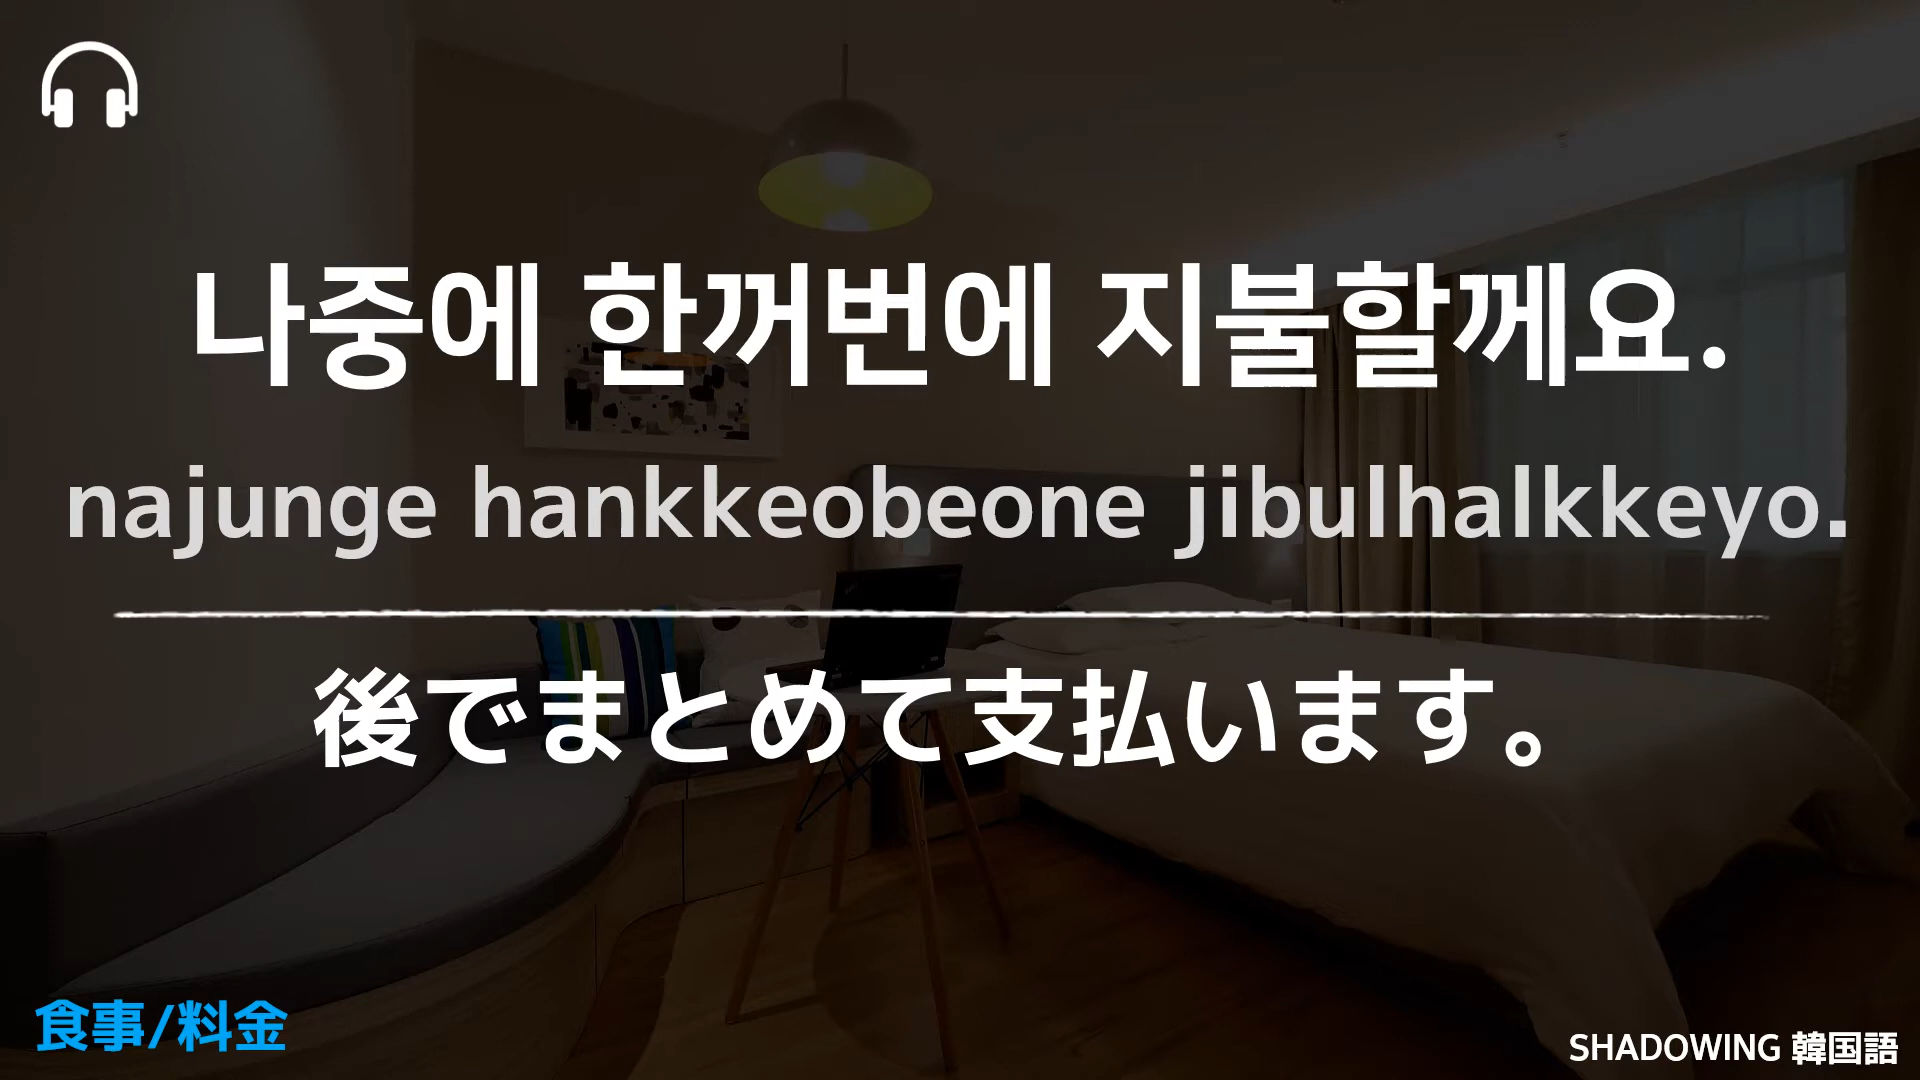 나중에 한꺼번에 지불할께요.
najunge hankkeobeone jibulhalkkeyo.
後でまとめて支払います。
食事/料金
SHADOWING 韓国語